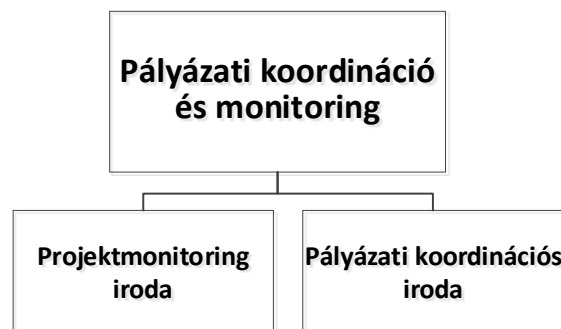 Pályázati koordináció
és monitoring
Projektmonitoring
iroda
Pályázati koordinációs
iroda